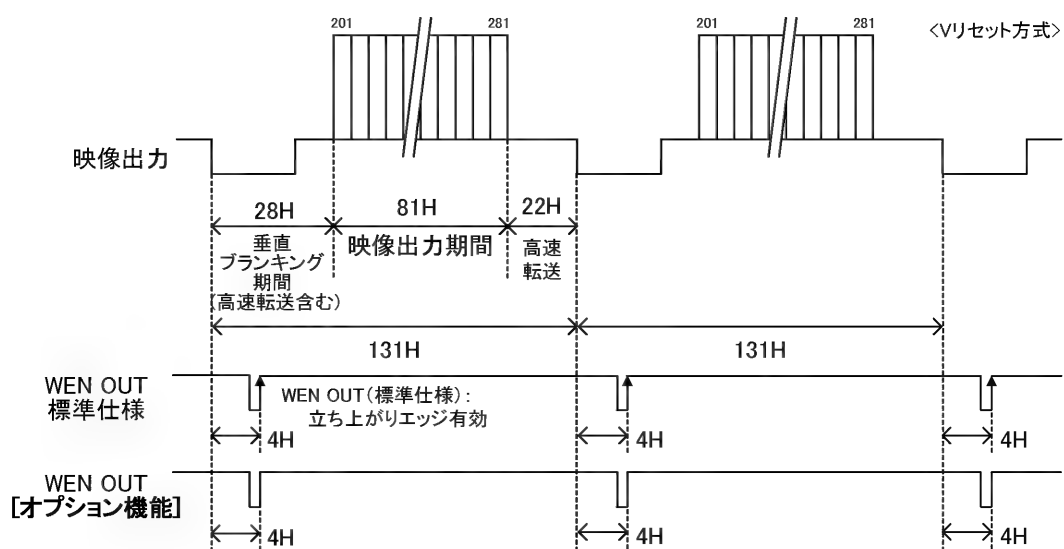 201 281 201 281 〈Vリセット方式〉
映像出力
28H 81H 22H
垂直
ブランキング
期間
(高速転送含む)
映像出力期間
高速
転送
131H 131H
WEN OUT
標準仕様
WEN OUT(標準仕様):
立ち上がりエッジ有効
4H 4H 4H
WEN OUT
[オプション機能]
4H 4H 4H